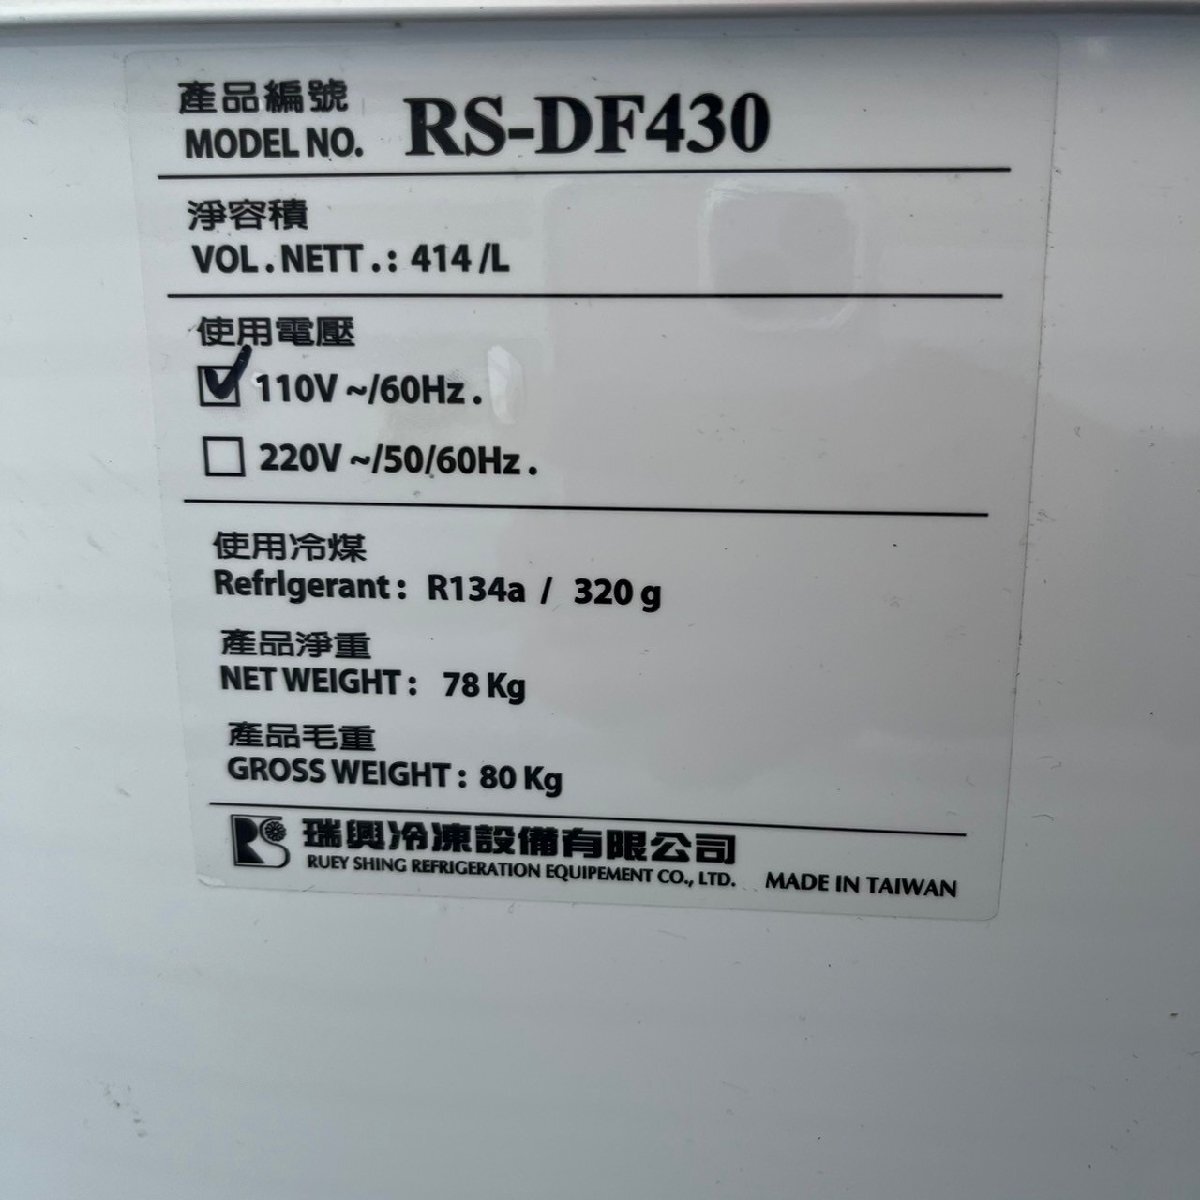 產品編號
MODEL NO. RS-DF430
淨容積
VOL.NETT.: 414/L
使用電壓
110V ~/60Hz.
220V ~/50/60Hz.
使用冷煤
Refrlgerant: R134a / 320 g
產品淨重
NET WEIGHT: 78 Kg
產品毛重
GROSS WEIGHT: 80 Kg
RS 瑞興冷凍設備有限公司
RUEY SHING REFRIGERATION EQUIPEMENT CO., LTD. MADE IN TAIWAN